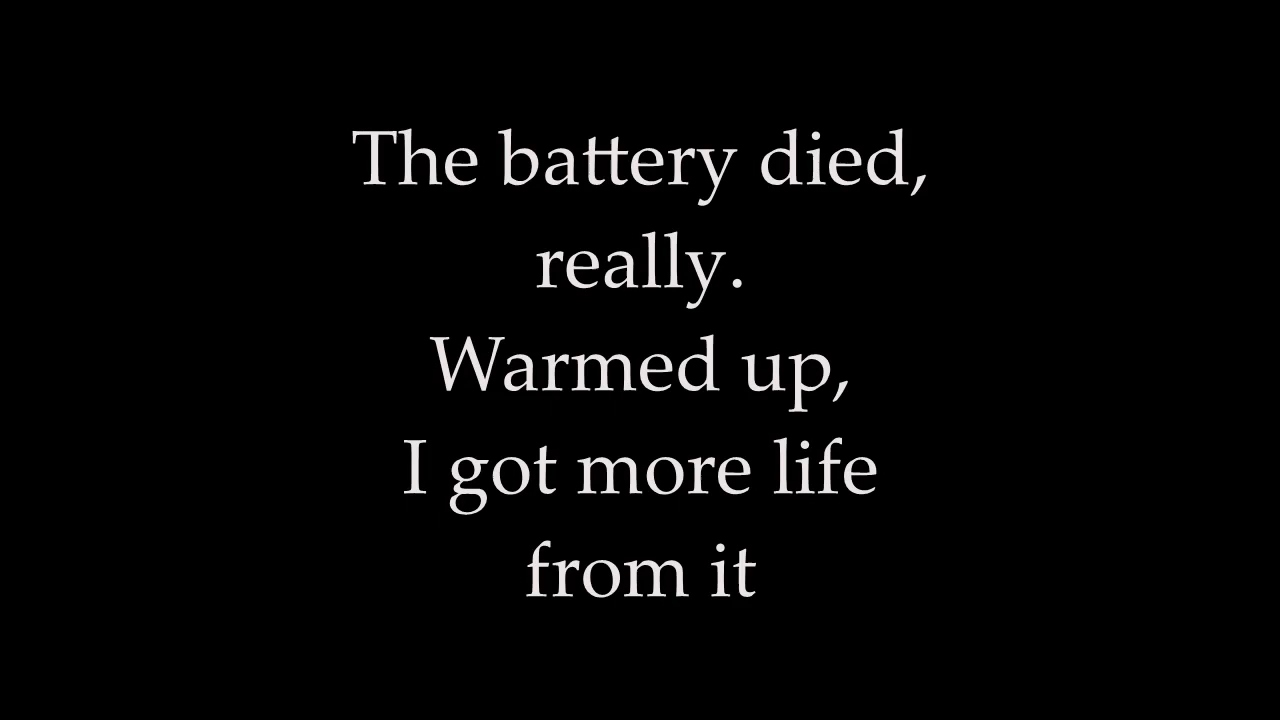 The battery died,
really.
Warmed up,
I got more life
from it